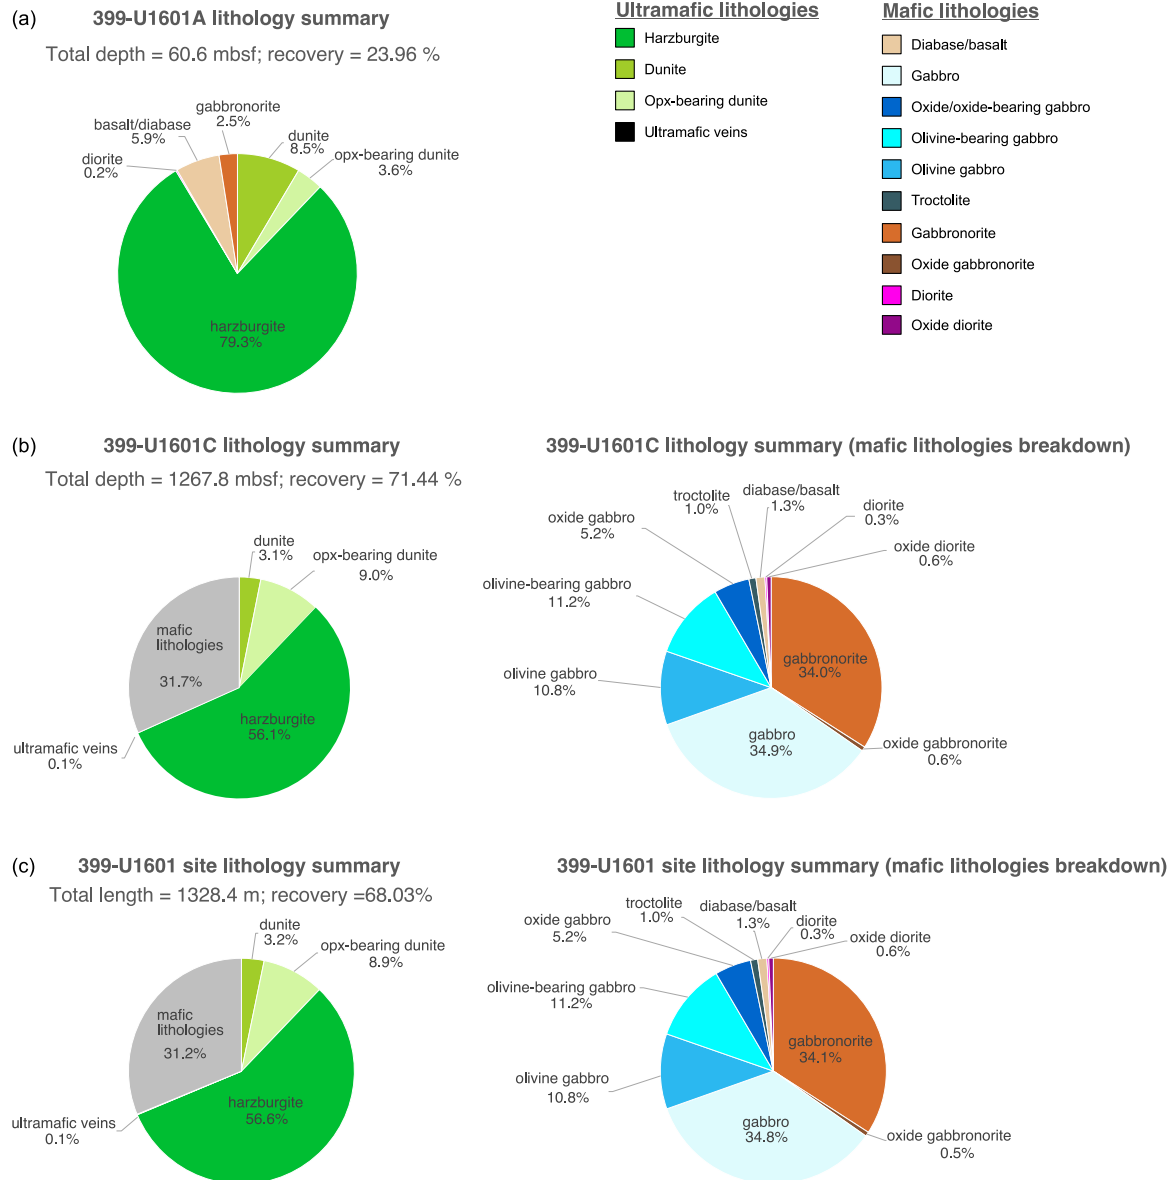 (a)
399-U1601A lithology summary
Total depth = 60.6 mbsf; recovery = 23.96 %
gabbronorite
2.5%
basalt/diabase
5.9%
diorite
0.2%
dunite
8.5%
opx-bearing dunite
3.6%
harzburgite
79.3%
Ultramafic lithologies
Harzburgite
Dunite
Opx-bearing dunite
Ultramafic veins
Mafic lithologies
Diabase/basalt
Gabbro
Oxide/oxide-bearing gabbro
Olivine-bearing gabbro
Olivine gabbro
Troctolite
Gabbronorite
Oxide gabbronorite
Diorite
Oxide diorite
(b)
399-U1601C lithology summary
Total depth = 1267.8 mbsf; recovery = 71.44 %
dunite
3.1%
opx-bearing dunite
9.0%
mafic
lithologies
31.7%
harzburgite
56.1%
ultramafic veins
0.1%
399-U1601C lithology summary (mafic lithologies breakdown)
diabase/basalt
1.3%
troctolite
1.0%
diorite
0.3%
oxide gabbro
5.2%
oxide diorite
0.6%
olivine-bearing gabbro
11.2%
gabbronorite
34.0%
olivine gabbro
10.8%
gabbro
34.9%
oxide gabbronorite
0.6%
(c)
399-U1601 site lithology summary
Total length = 1328.4 m; recovery =68.03%
dunite
3.2%
opx-bearing dunite
8.9%
mafic
lithologies
31.2%
harzburgite
56.6%
ultramafic veins
0.1%
399-U1601 site lithology summary (mafic lithologies breakdown)
troctolite
1.0%
diabase/basalt
1.3%
diorite
0.3%
oxide gabbro
5.2%
oxide diorite
0.6%
olivine-bearing gabbro
11.2%
gabbronorite
34.1%
olivine gabbro
10.8%
gabbro
34.8%
oxide gabbronorite
0.5%